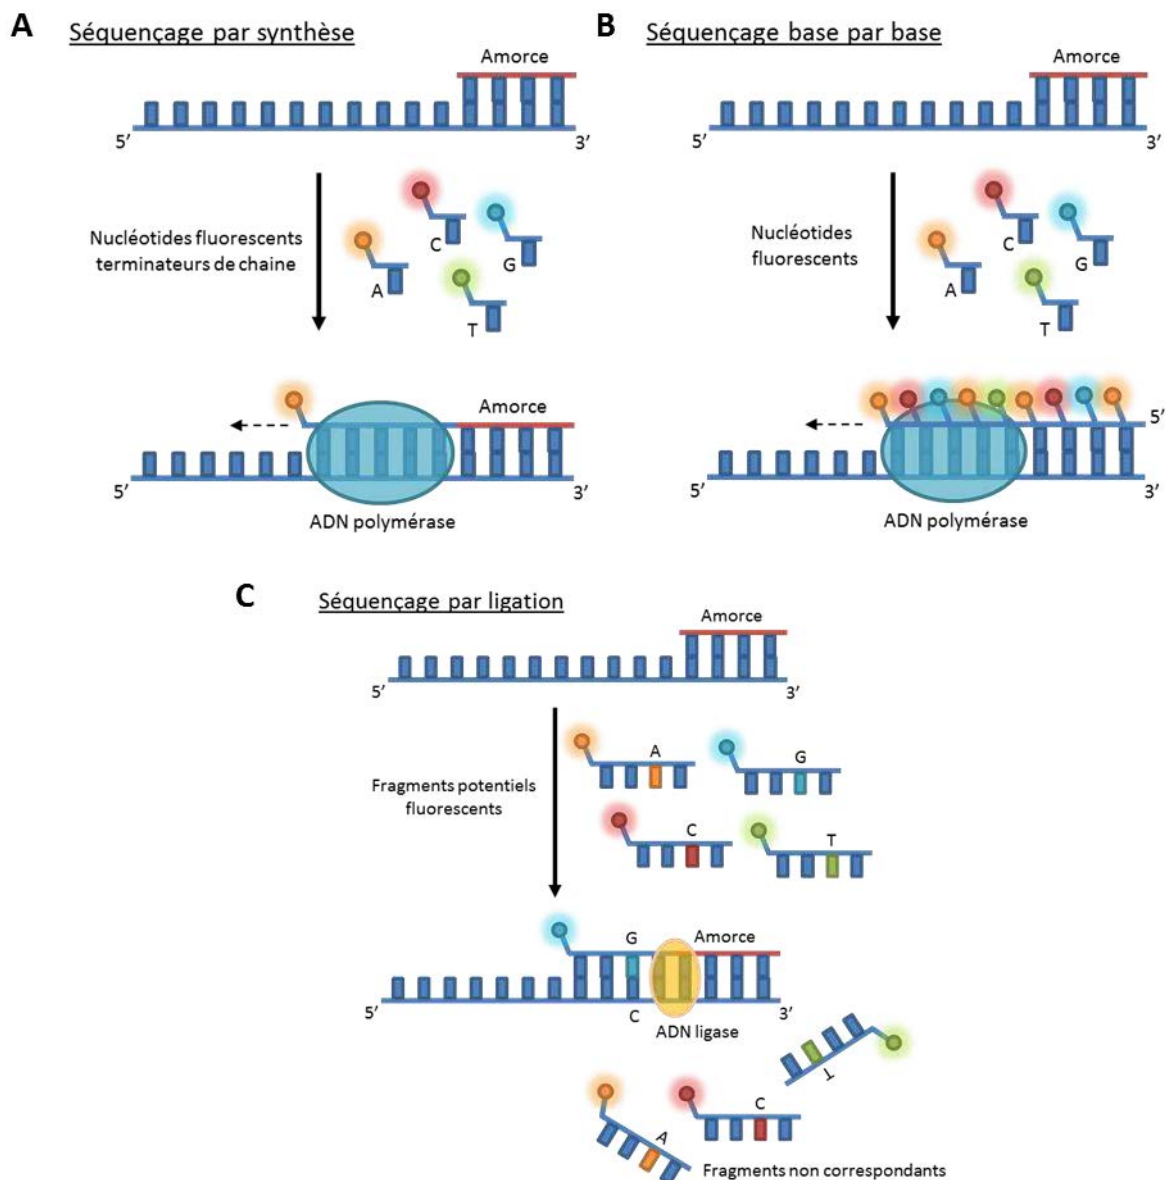 A
Séquençage par synthèse
Amorce
5'
3'
Nucléotides fluorescents
terminateurs de chaine
C
G
A
T
Amorce
5'
3'
ADN polymérase
B
Séquençage base par base
Amorce
5'
3'
Nucléotides
fluorescents
C
G
A
T
5'
5'
3'
ADN polymérase
C
Séquençage par ligation
Amorce
5'
3'
Fragments potentiels
fluorescents
A
G
C
T
G
Amorce
5'
3'
C
ADN ligase
T
C
A
Fragments non correspondants